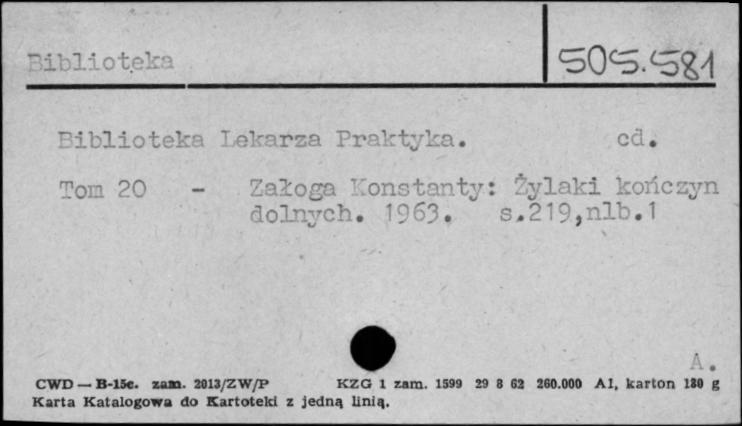 Biblioteka 505.581
Biblioteka Lekarza Praktyka. cd.
Tom 20 - Załoga Konstanty: Żylaki kończyn
dolnych. 1963. s.219,nlb.1
A.
CWD — B-15c. zam. 2013/ZW/P KZG 1 zam. 1599 29 8 62 260.000 A1, karton 180 g
Karta Katalogowa do Kartoteki z jedną linią.